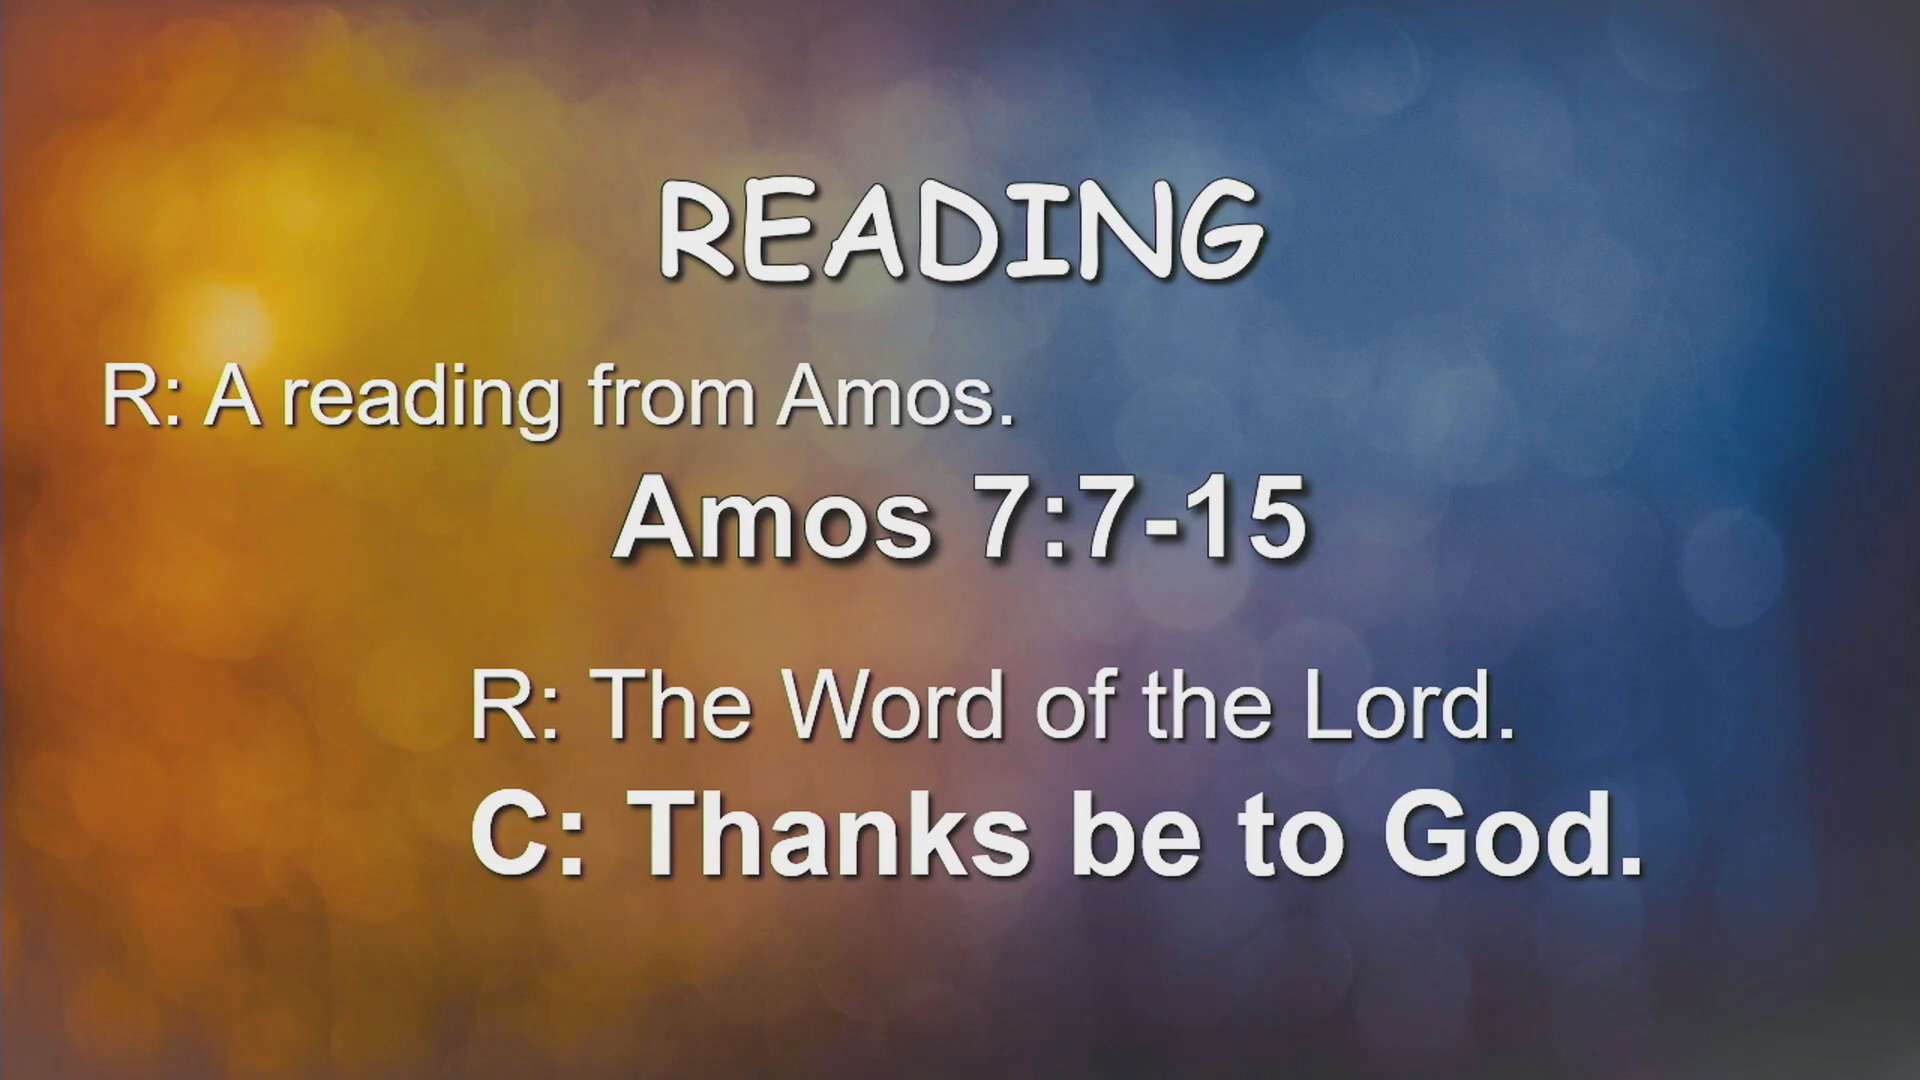 READING
R: A reading from Amos.
Amos 7:7-15
R: The Word of the Lord.
C: Thanks be to God.